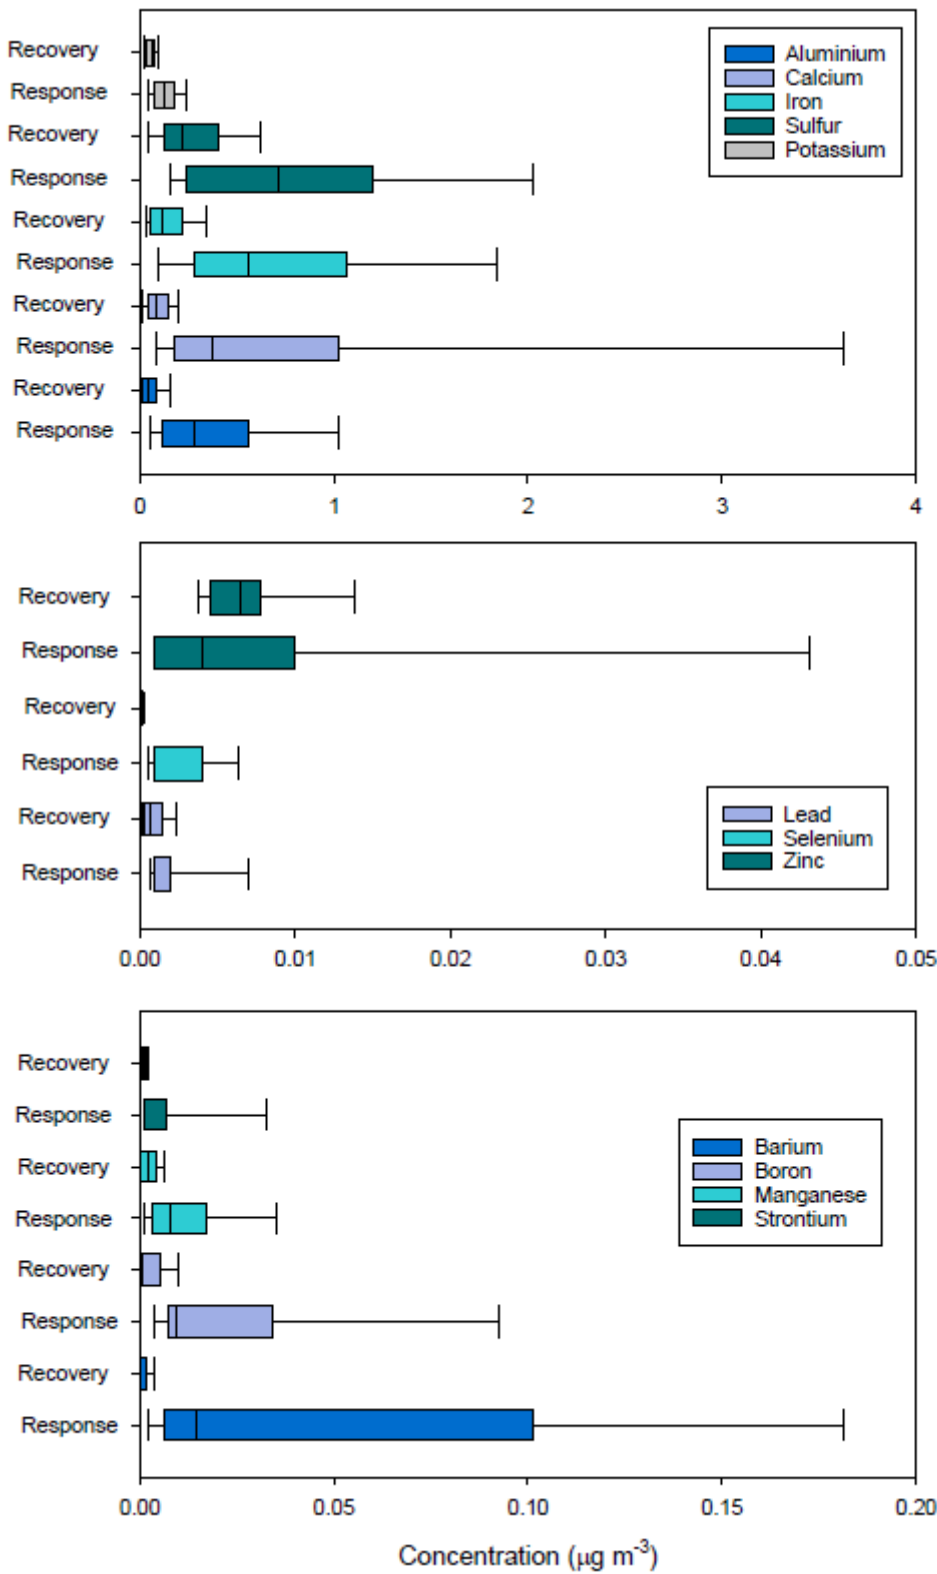 Recovery
Response
Recovery
Response
Recovery
Response
Recovery
Response
Recovery
Response
Aluminium
Calcium
Iron
Sulfur
Potassium
0 1 2 3 4
Recovery
Response
Recovery
Response
Recovery
Response
Lead
Selenium
Zinc
0.00 0.01 0.02 0.03 0.04 0.05
Recovery
Response
Recovery
Response
Recovery
Response
Recovery
Response
Barium
Boron
Manganese
Strontium
0.00 0.05 0.10 0.15 0.20
Concentration (μg m⁻³)